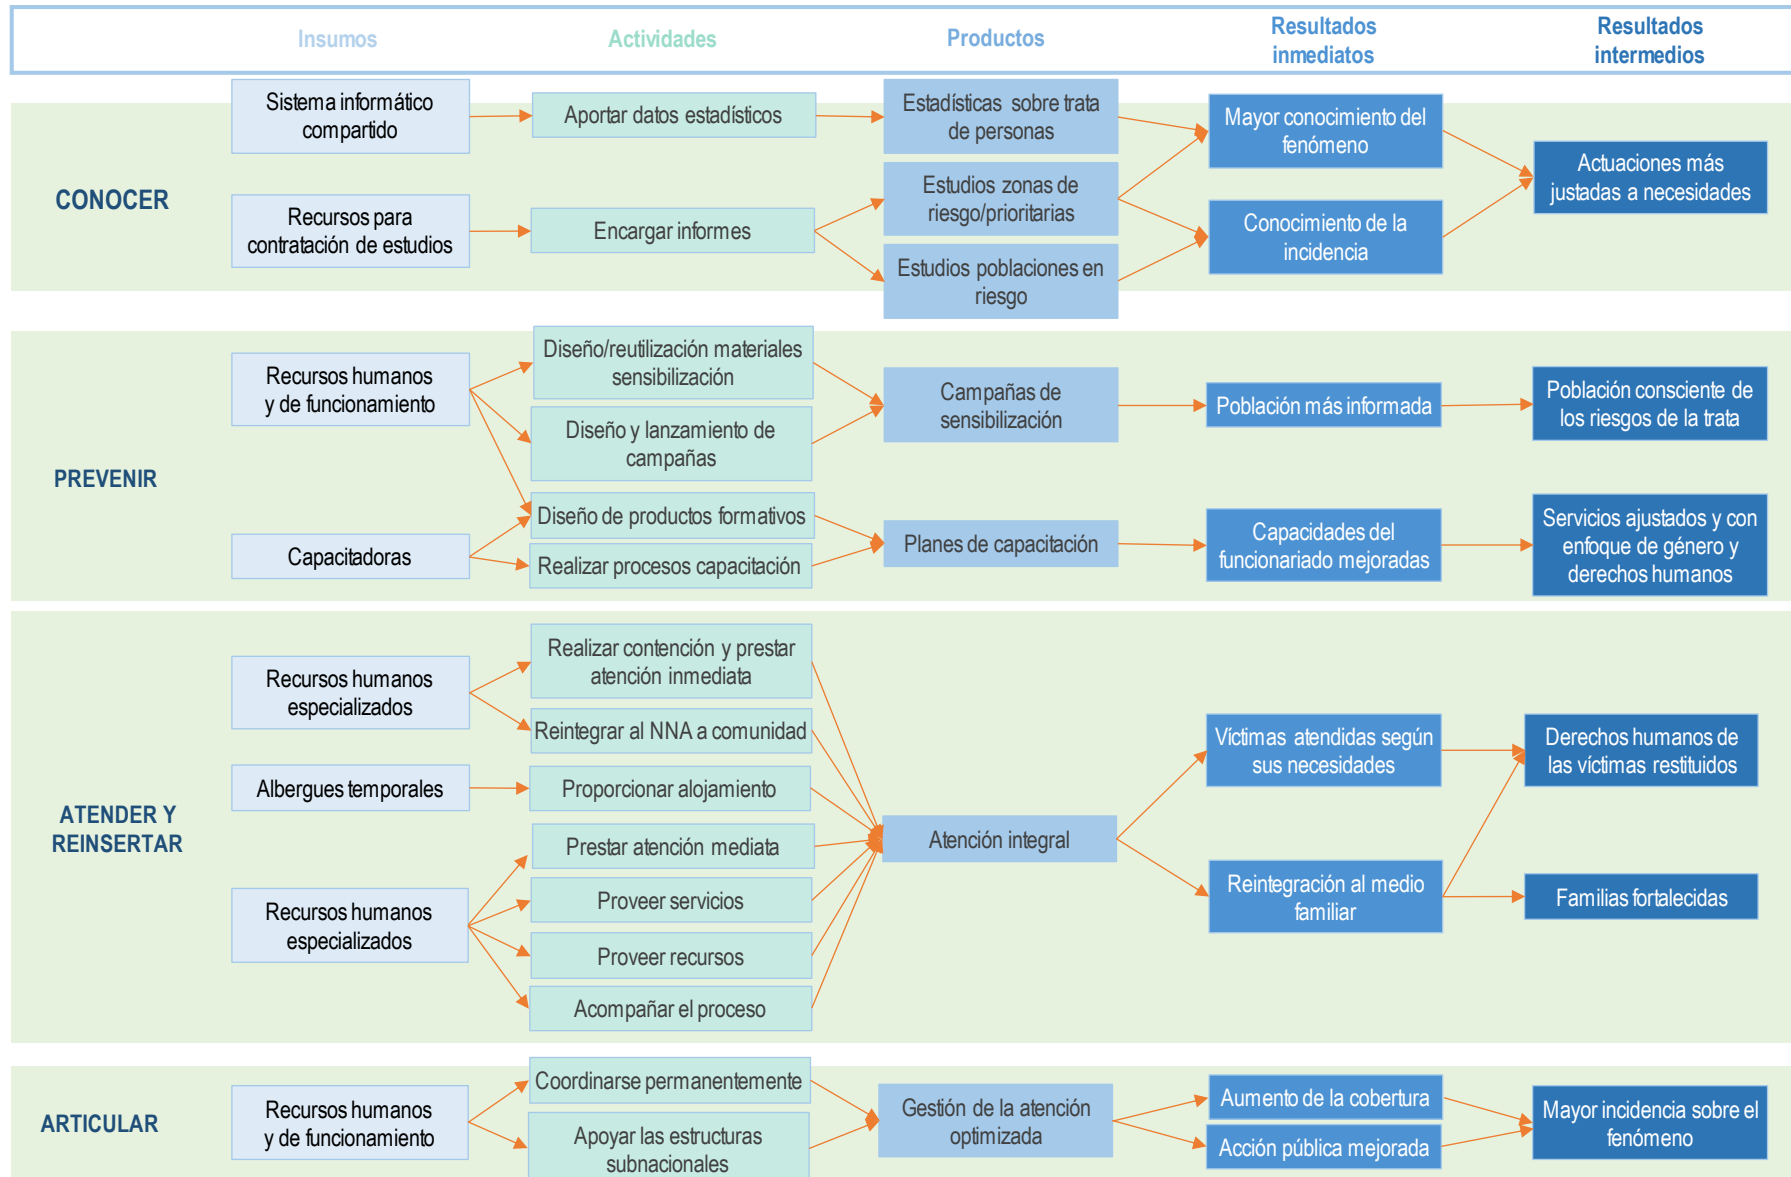 Insumos
Actividades
Productos
Resultados
inmediatos
Resultados
intermedios
CONOCER
Sistema informático
compartido
Recursos para
contratación de estudios
Aportar datos estadísticos
Encargar informes
Estadísticas sobre trata
de personas
Estudios zonas de
riesgo/prioritarias
Estudios poblaciones en
riesgo
Mayor conocimiento del
fenómeno
Conocimiento de la
incidencia
Actuaciones más
justadas a necesidades
PREVENIR
Recursos humanos
y de funcionamiento
Capacitadoras
Diseño/reutilización materiales
sensibilización
Diseño y lanzamiento de
campañas
Diseño de productos formativos
Realizar procesos capacitación
Campañas de
sensibilización
Planes de capacitación
Población más informada
Capacidades del
funcionariado mejoradas
Población consciente de
los riesgos de la trata
Servicios ajustados y con
enfoque de género y
derechos humanos
ATENDER Y
REINSERTAR
Recursos humanos
especializados
Albergues temporales
Recursos humanos
especializados
Realizar contención y prestar
atención inmediata
Reintegrar al NNA a comunidad
Proporcionar alojamiento
Prestar atención mediata
Proveer servicios
Proveer recursos
Acompañar el proceso
Atención integral
Víctimas atendidas según
sus necesidades
Reintegración al medio
familiar
Derechos humanos de
las víctimas restituidos
Familias fortalecidas
ARTICULAR
Recursos humanos
y de funcionamiento
Coordinarse permanentemente
Apoyar las estructuras
subnacionales
Gestión de la atención
optimizada
Aumento de la cobertura
Acción pública mejorada
Mayor incidencia sobre el
fenómeno